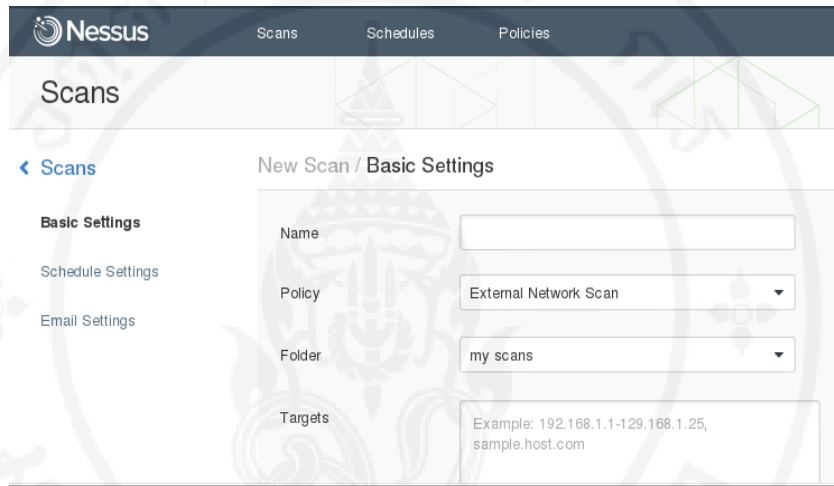 Nessus Scans Schedules Policies
Scans
Scans
New Scan / Basic Settings
Basic Settings
Schedule Settings
Email Settings
Name
Policy External Network Scan
Folder my scans
Targets Example: 192.168.1.1-129.168.1.25,
sample.host.com